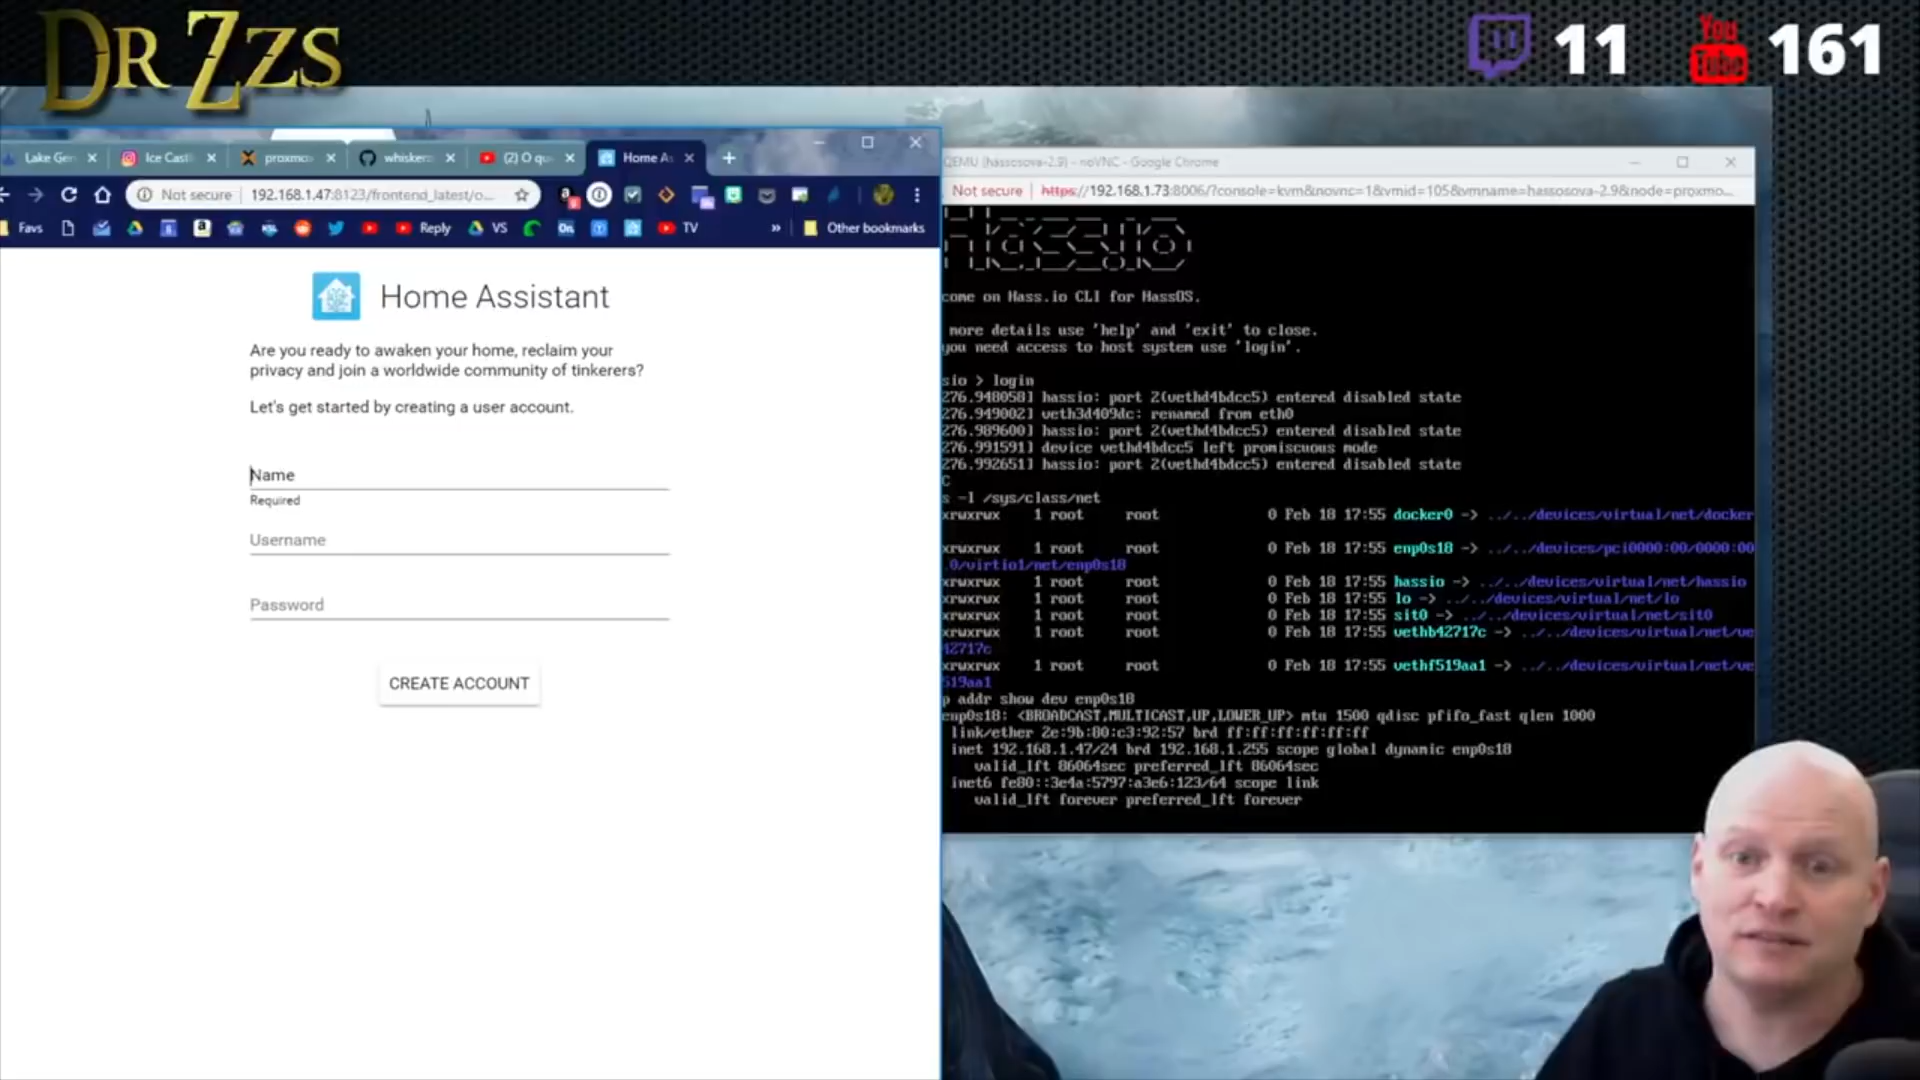 DR ZZS
11
You
Tube
161
Lake Gen
Ice Castl
proxmo
whisker
(2) O qu
Home As
Not secure
192.168.1.47:8123/frontend_latest/o...
Favs
Reply
VS
TV
»
Other bookmarks
Home Assistant
Are you ready to awaken your home, reclaim your
privacy and join a worldwide community of tinkerers?
Let's get started by creating a user account.
Name
Required
Username
Password
CREATE ACCOUNT
QEMU (hassosova-2.9) - noVNC - Google Chrome
Not secure
https://192.168.1.73:8006/?console=kvm&novnc=1&vmid=105&vmname=hassosova-2.9&node=proxmo...
Hass.io
come on Hass.io CLI for HassOS.
more details use 'help' and 'exit' to close.
you need access to host system use 'login'.
sio > login
276.948058] hassio: port 2(vethd4bdcc5) entered disabled state
276.949002] veth3d409dc: renamed from eth0
276.989600] hassio: port 2(vethd4bdcc5) entered disabled state
276.991591] device vethd4bdcc5 left promiscuous mode
276.992651] hassio: port 2(vethd4bdcc5) entered disabled state
C
s -l /sys/class/net
xrwxrwx 1 root root 0 Feb 18 17:55 docker0 -> ../../devices/virtual/net/docker
xrwxrwx 1 root root 0 Feb 18 17:55 enp0s18 -> ../../devices/pci0000:00/0000:00
.0/virtio1/net/enp0s18
xrwxrwx 1 root root 0 Feb 18 17:55 hassio -> ../../devices/virtual/net/hassio
xrwxrwx 1 root root 0 Feb 18 17:55 lo -> ../../devices/virtual/net/lo
xrwxrwx 1 root root 0 Feb 18 17:55 sit0 -> ../../devices/virtual/net/sit0
xrwxrwx 1 root root 0 Feb 18 17:55 vethb42717c -> ../../devices/virtual/net/ve
42717c
xrwxrwx 1 root root 0 Feb 18 17:55 vethf519aa1 -> ../../devices/virtual/net/ve
519aa1
p addr show dev enp0s18
enp0s18: <BROADCAST,MULTICAST,UP,LOWER_UP> mtu 1500 qdisc pfifo_fast qlen 1000
link/ether 2e:9b:80:c3:92:57 brd ff:ff:ff:ff:ff:ff
inet 192.168.1.47/24 brd 192.168.1.255 scope global dynamic enp0s18
valid_lft 86064sec preferred_lft 86064sec
inet6 fe80::3e4a:5797:a3e6:123/64 scope link
valid_lft forever preferred_lft forever